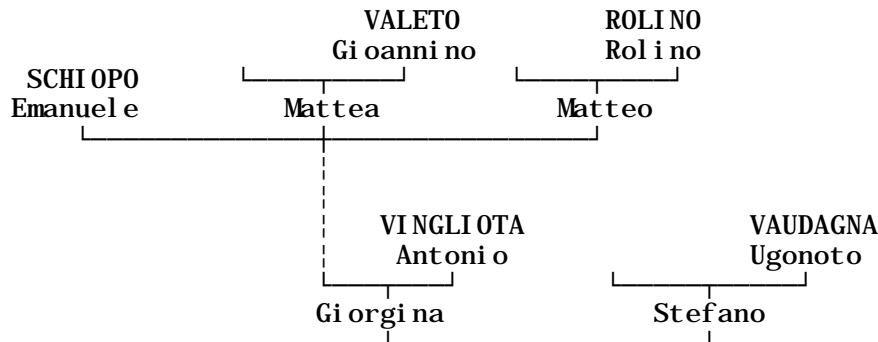 VALETO ROLINO
Gioannino Rolino
SCHIOPO
Emanuele Mattea Matteo
VINGLIOTA VAUDAGNA
Antonio Ugonoto
Giorgina Stefano